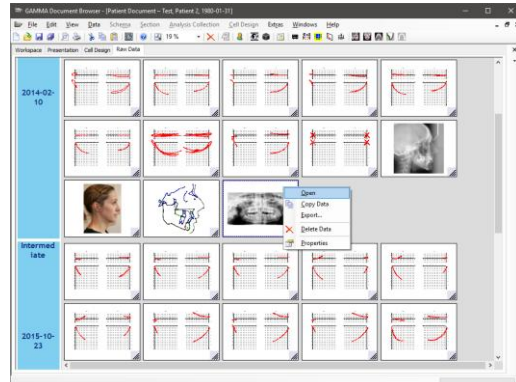 GAMMA Document Browser - [Patient Document - Test, Patient 2, 1980-01-31]
File Edit View Data Schema Section Analysis Collection Cell Design Extras Windows Help
19 %
Workspace Presentation Cell Design Raw Data
2014-02-
10
Open
Copy Data
Export...
Delete Data
Properties
Intermed
iate
2015-10-
23